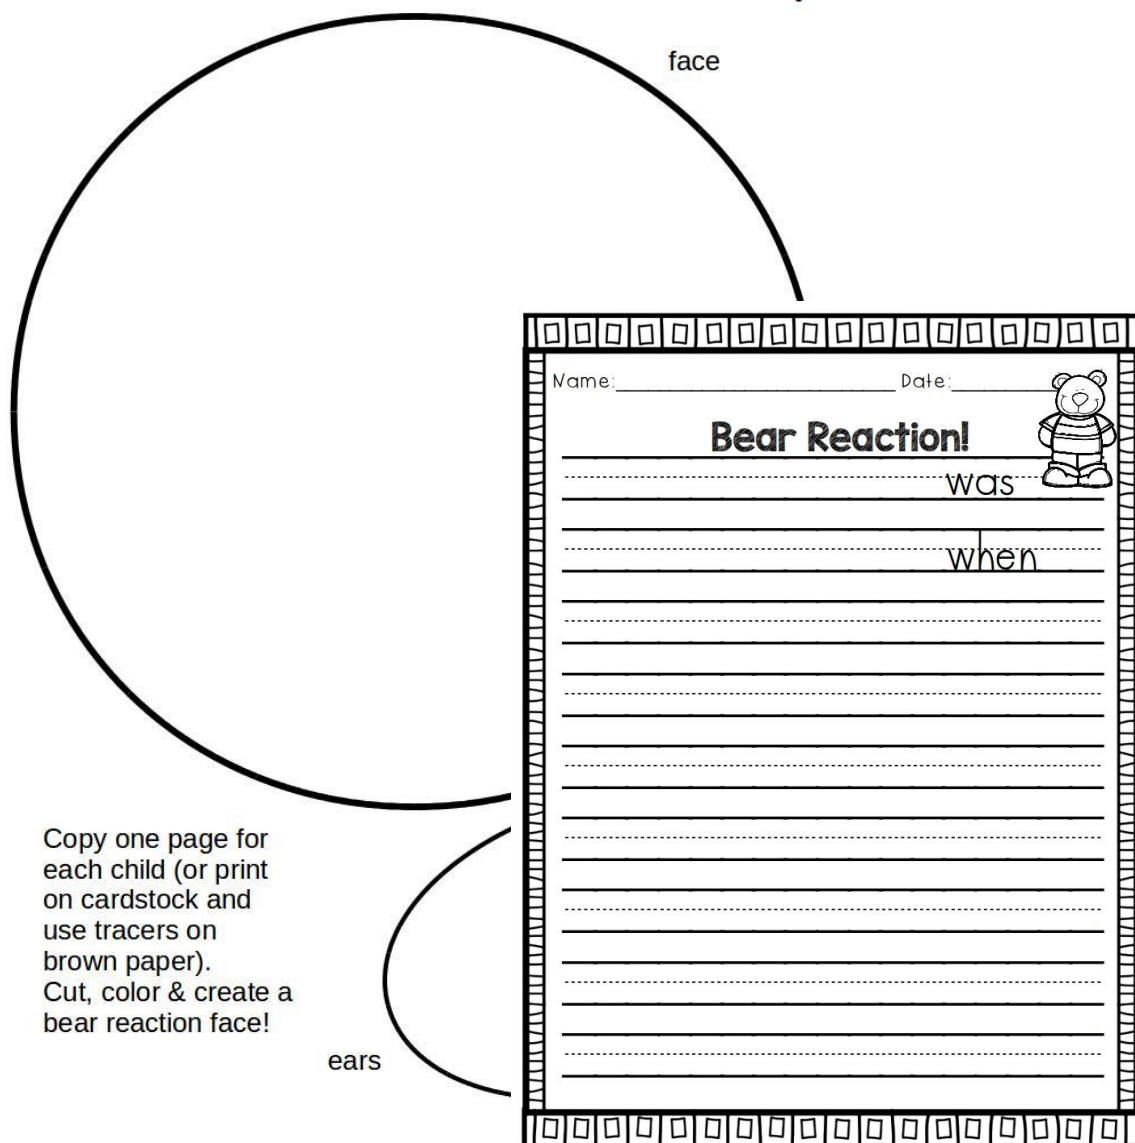 face
Name: Date:
Bear Reaction!
was
when
Copy one page for
each child (or print
on cardstock and
use tracers on
brown paper).
Cut, color & create a
bear reaction face!
ears